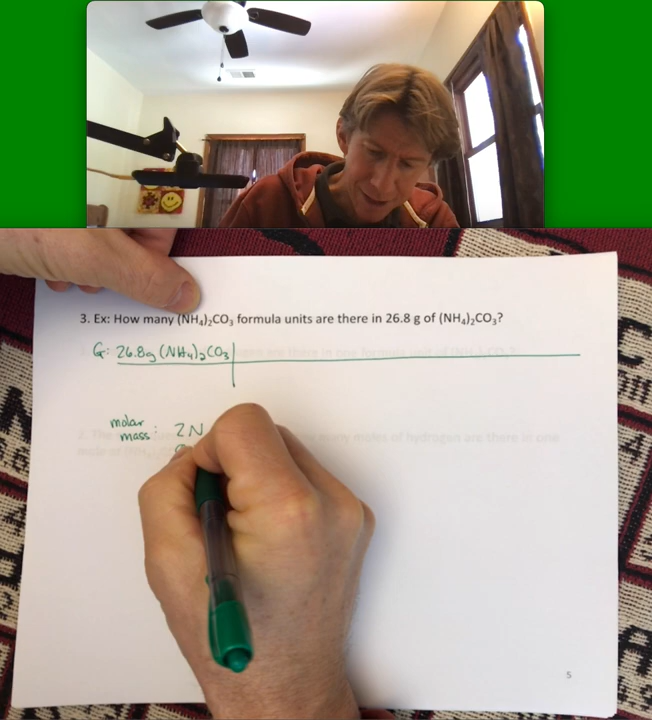 3. Ex: How many (NH₄)₂CO₃ formula units are there in 26.8 g of (NH₄)₂CO₃?
G: 26.8g (NH₄)₂CO₃
molar
mass: 2N
5